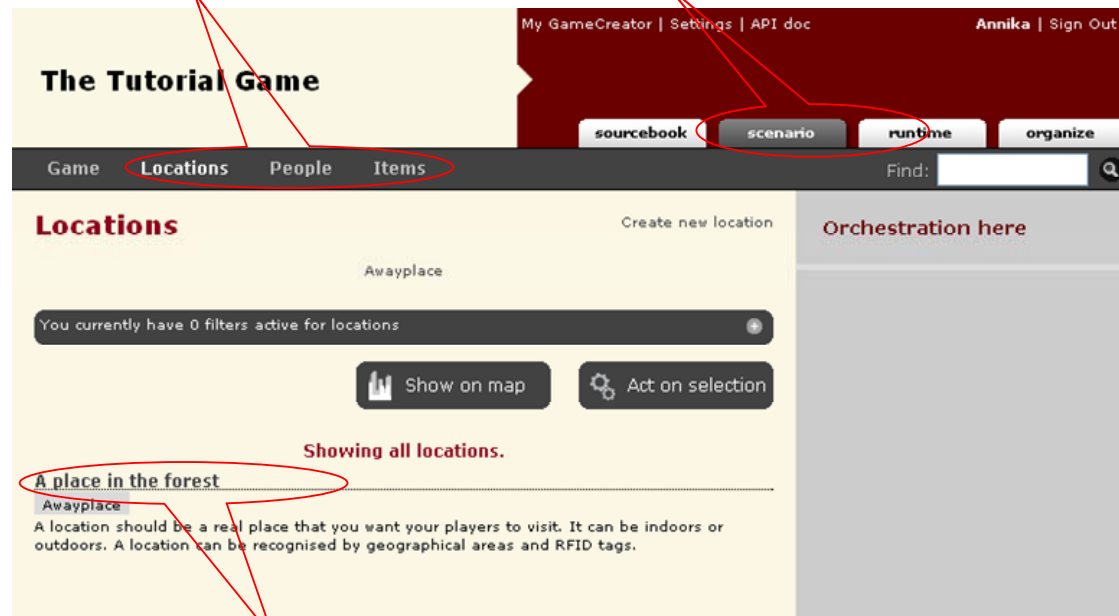 My GameCreator | Settings | API doc
Annika | Sign Out
The Tutorial Game
sourcebook scenario runtime organize
Game Locations People Items Find:
Locations
Create new location
Orchestration here
Awayplace
You currently have 0 filters active for locations
Show on map
Act on selection
Showing all locations.
A place in the forest
Awayplace
A location should be a real place that you want your players to visit. It can be indoors or
outdoors. A location can be recognised by geographical areas and RFID tags.